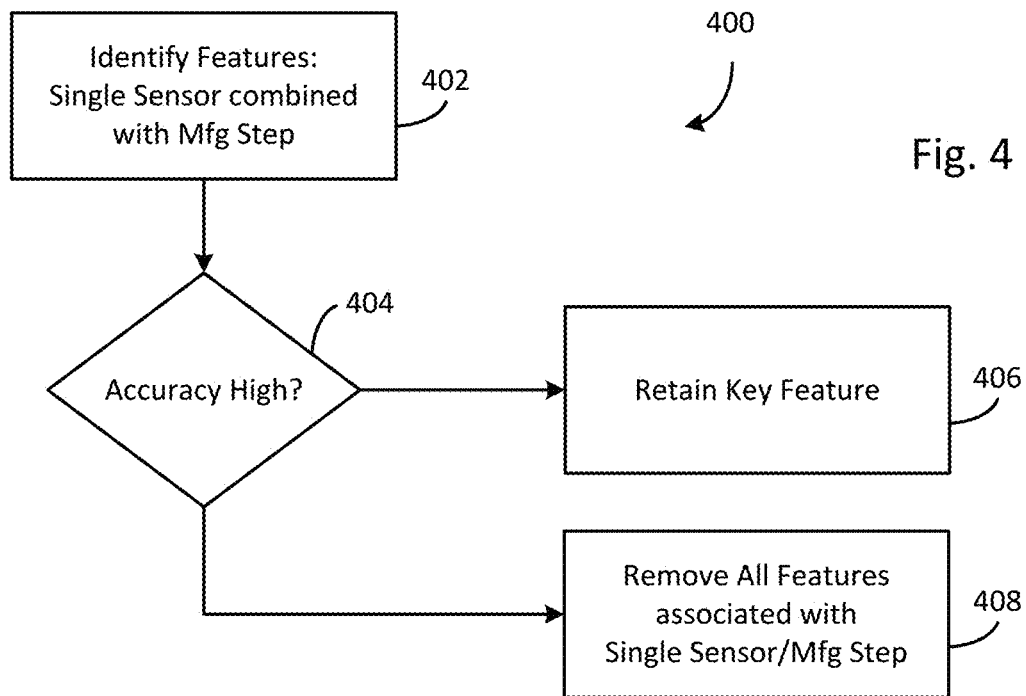 Identify Features:
Single Sensor combined
with Mfg Step
402
400
Fig. 4
Accuracy High?
404
Retain Key Feature
406
Remove All Features
associated with
Single Sensor/Mfg Step
408